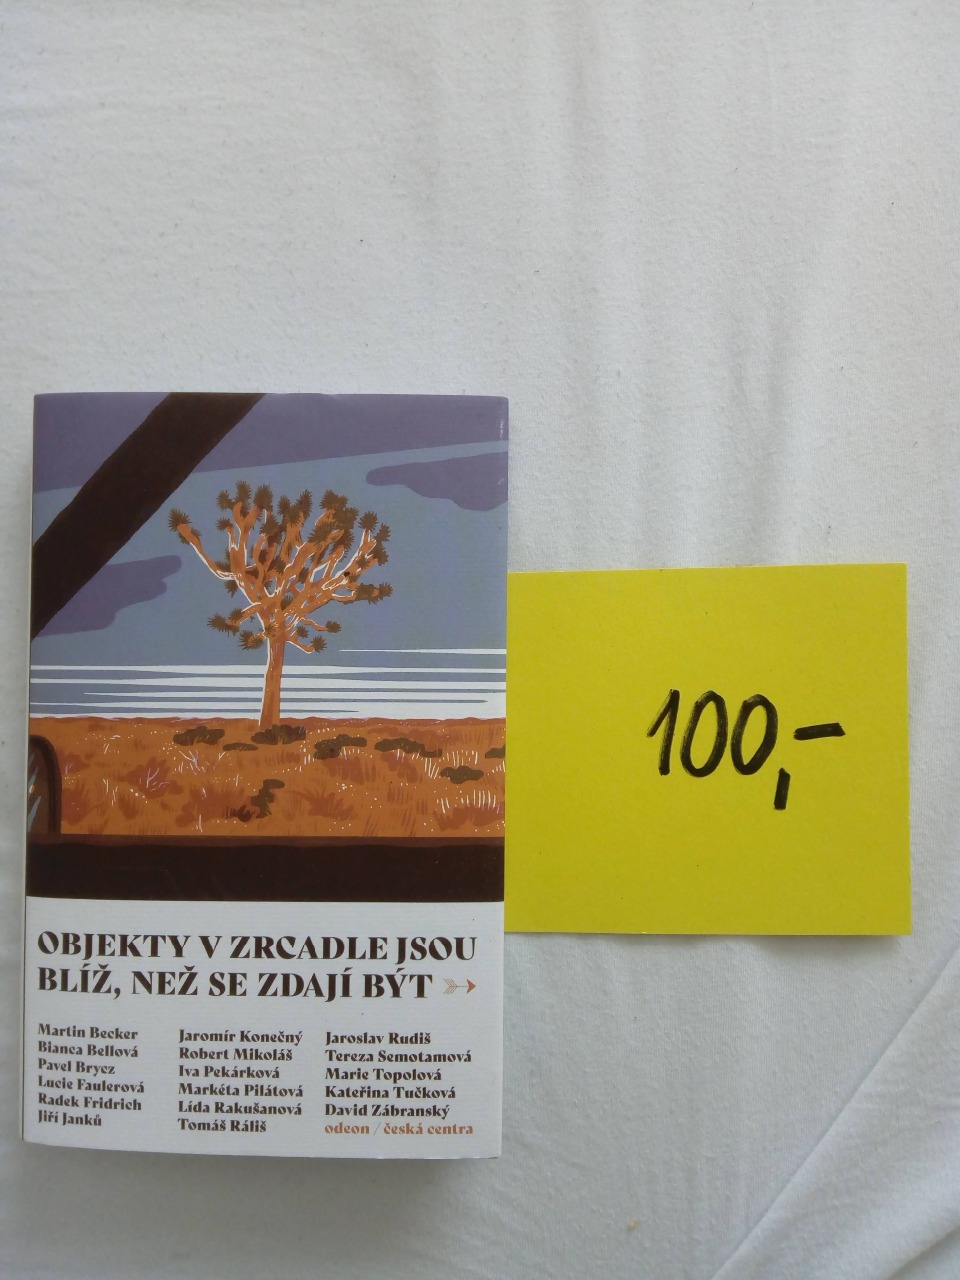 100,-
OBJEKTY V ZRCADLE JSOU
BLÍŽ, NEŽ SE ZDAJÍ BÝT
Martin Becker
Bianca Bellová
Pavel Brycz
Lucie Faulerová
Radek Fridrich
Jiří Janků
Jaromír Konečný
Robert Mikoláš
Iva Pekárková
Markéta Pilátová
Lída Rakušanová
Tomáš Ráliš
Jaroslav Rudiš
Tereza Semotamová
Marie Topolová
Kateřina Tučková
David Zábranský
odeon / česká centra